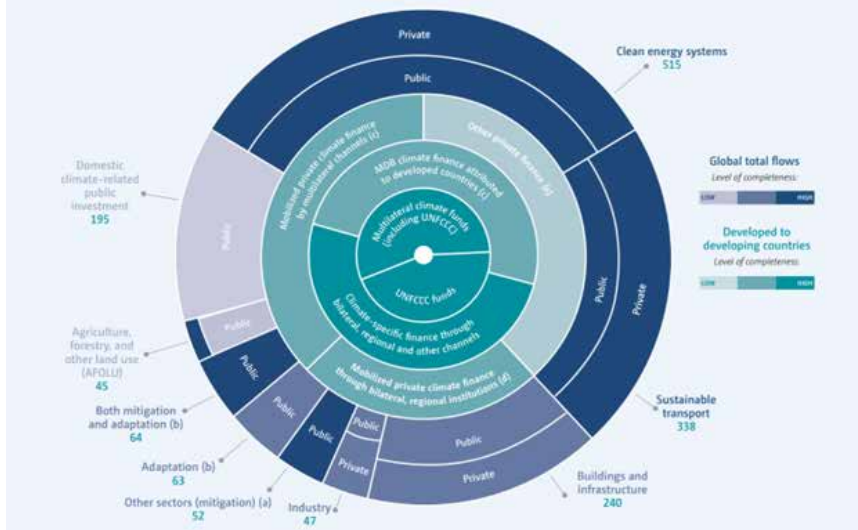 Private
Public
Clean energy systems
515
Other private finance (e)
Mobilized private climate finance
by multilateral channels (c)
MDB climate finance attributed
to developed countries (c)
Multilateral climate funds
(including UNFCCC)
UNFCCC funds
Climate-specific finance through
bilateral, regional and other channels
Mobilized private climate finance
through bilateral, regional institutions (d)
Global total flows
Level of completeness:
LOW
HIGH
Developed to
developing countries
Level of completeness:
LOW
HIGH
Domestic
climate-related
public
investment
195
Public
Public
Private
Agriculture,
forestry, and
other land use
(AFOLU)
45
Public
Public
Both mitigation
and adaptation (b)
64
Public
Adaptation (b)
63
Public
Other sectors (mitigation) (a)
52
Public
Private
Industry
47
Public
Private
Buildings and
infrastructure
240
Sustainable
transport
338